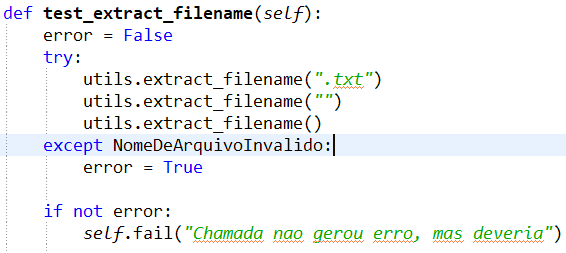 def test_extract_filename(self):
    error = False
    try:
        utils.extract_filename(".txt")
        utils.extract_filename("")
        utils.extract_filename()
    except NomeDeArquivoInvalido:
        error = True

    if not error:
        self.fail("Chamada nao gerou erro, mas deveria")